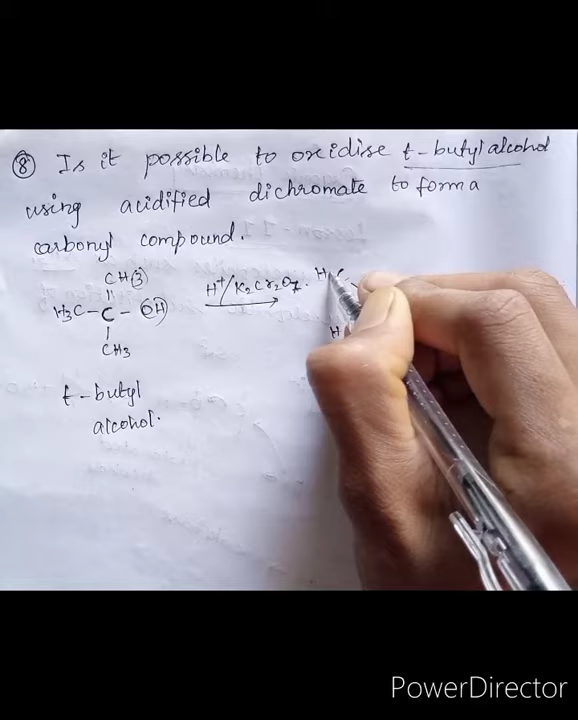 ⑧ Is it possible to oxidise t-butyl alcohol
using acidified dichromate to form a
carbonyl compound.
CH3
H3C-C-OH
CH3
H+/K2Cr2O7
H
H
t-butyl
alcohol.
PowerDirector